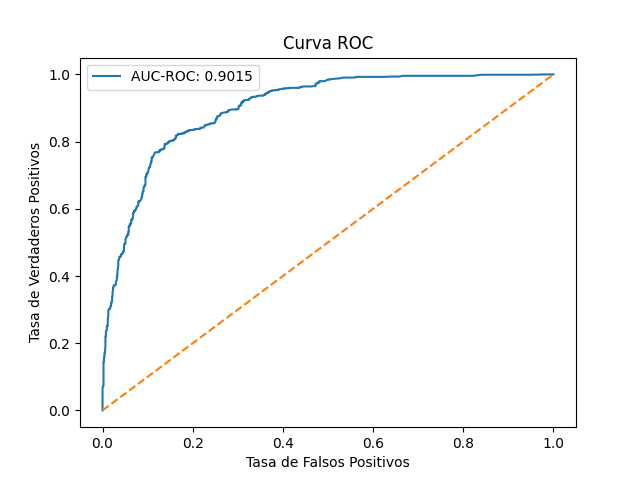 Curva ROC
AUC-ROC: 0.9015
1.0
0.8
0.6
0.4
0.2
0.0
Tasa de Verdaderos Positivos
0.0 0.2 0.4 0.6 0.8 1.0
Tasa de Falsos Positivos